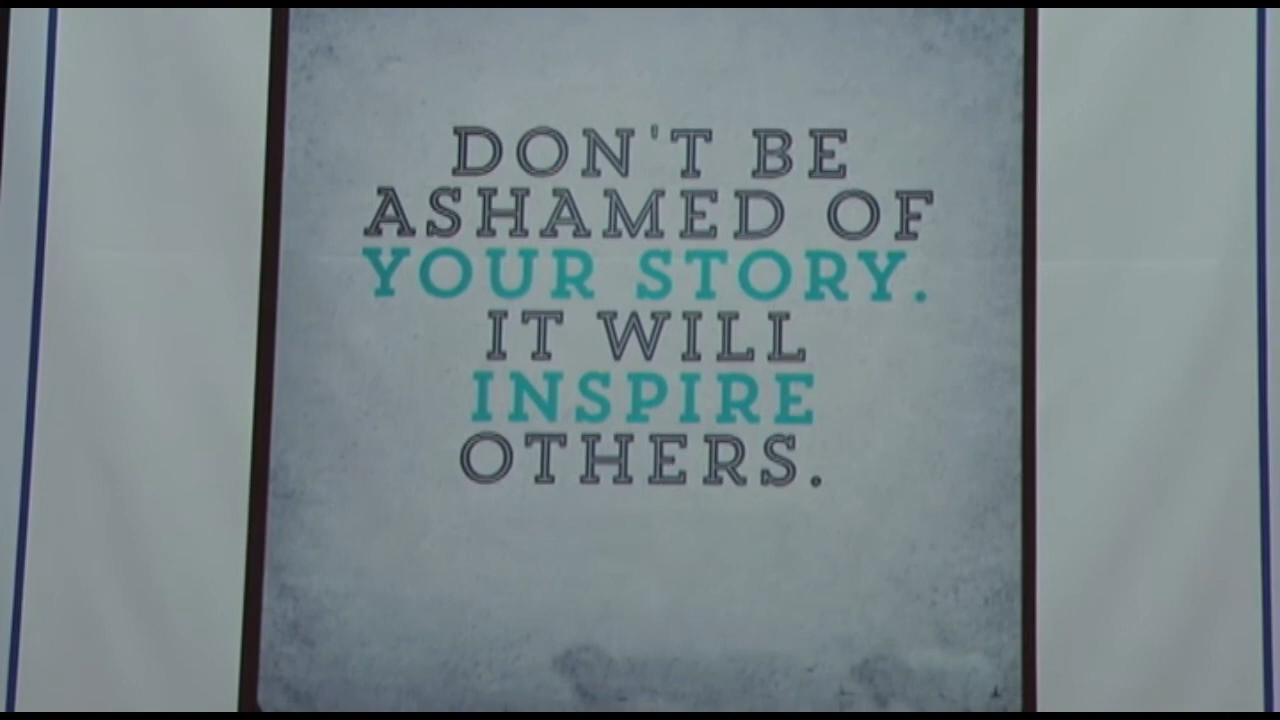 DON'T BE
ASHAMED OF
YOUR STORY.
IT WILL
INSPIRE
OTHERS.